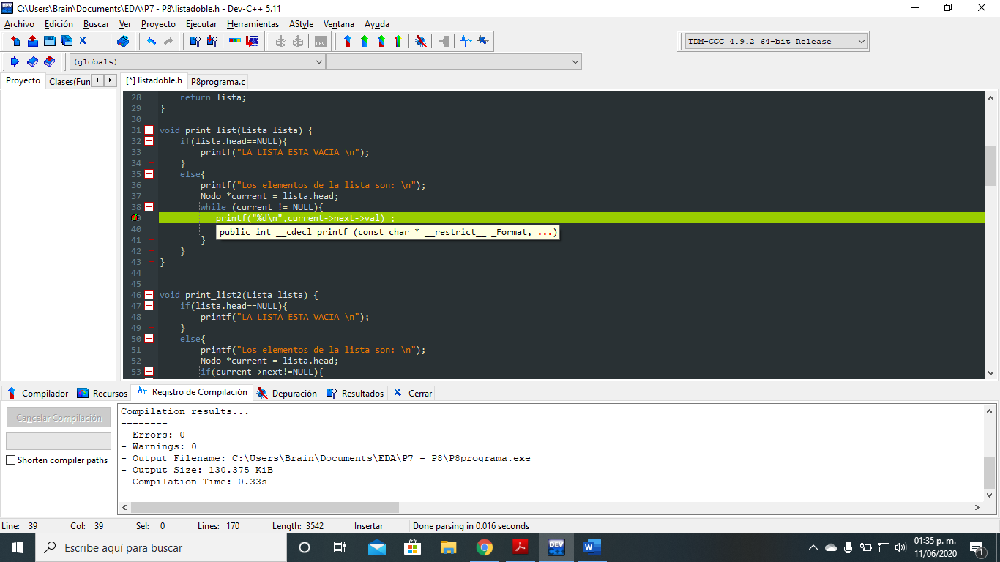 C:\Users\Brain\Documents\EDA\P7 - P8\listadoble.h - Dev-C++ 5.11
Archivo Edición Buscar Ver Proyecto Ejecutar Herramientas AStyle Ventana Ayuda
TDM-GCC 4.9.2 64-bit Release
(globals)
Proyecto Clases(Fun [*] listadoble.h P8programa.c
28 return lista;
29 }
30
31 void print_list(Lista lista) {
32 if(lista.head==NULL){
33 printf("LA LISTA ESTA VACIA \n");
34 }
35 else{
36 printf("Los elementos de la lista son: \n");
37 Nodo *current = lista.head;
38 while (current != NULL){
printf("%d\n",current->next->val) ;
40 public int __cdecl printf (const char * __restrict__ _Format, ...)
41 }
42 }
43 }
44
45
46 void print_list2(Lista lista) {
47 if(lista.head==NULL){
48 printf("LA LISTA ESTA VACIA \n");
49 }
50 else{
51 printf("Los elementos de la lista son: \n");
52 Nodo *current = lista.head;
53 if(current->next!=NULL){
Compilador Recursos Registro de Compilación Depuración Resultados Cerrar
Cancelar Compilación
Shorten compiler paths
Compilation results...
--------
- Errors: 0
- Warnings: 0
- Output Filename: C:\Users\Brain\Documents\EDA\P7 - P8\P8programa.exe
- Output Size: 130.375 KiB
- Compilation Time: 0.33s
Line: 39 Col: 39 Sel: 0 Lines: 170 Length: 3542 Insertar Done parsing in 0.016 seconds
Escribe aquí para buscar
01:35 p. m.
11/06/2020
1